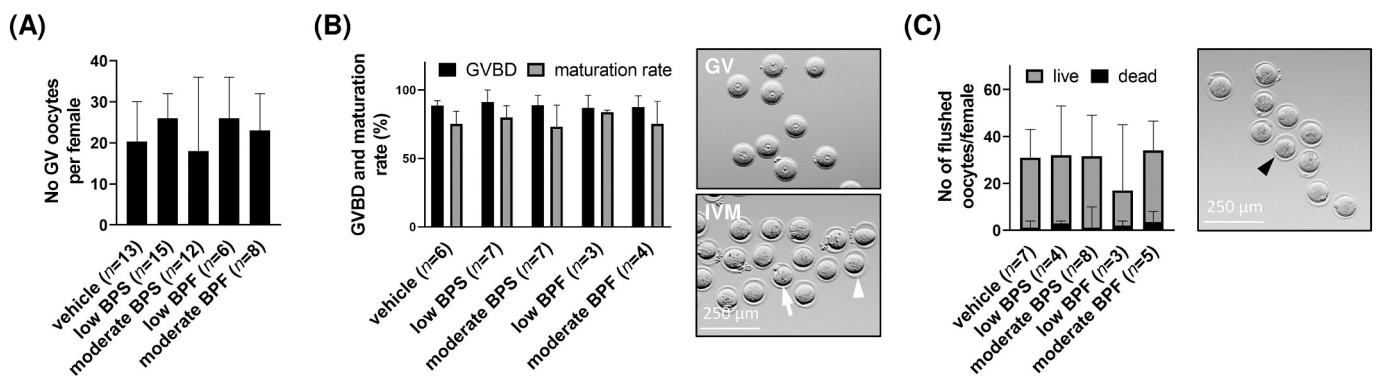 (A)
No GV oocytes
per female
40
30
20
10
0
vehicle (n=13)
low BPS (n=15)
moderate BPS (n=12)
low BPF (n=6)
moderate BPF (n=8)
(B)
GVBD and maturation
rate (%)
GVBD maturation rate
100
50
0
vehicle (n=6)
low BPS (n=7)
moderate BPS (n=7)
low BPF (n=3)
moderate BPF (n=4)
GV
IVM
250 µm
(C)
No of flushed
oocytes/female
live dead
60
40
20
0
vehicle (n=7)
low BPS (n=4)
moderate BPS (n=8)
low BPF (n=3)
moderate BPF (n=5)
250 µm